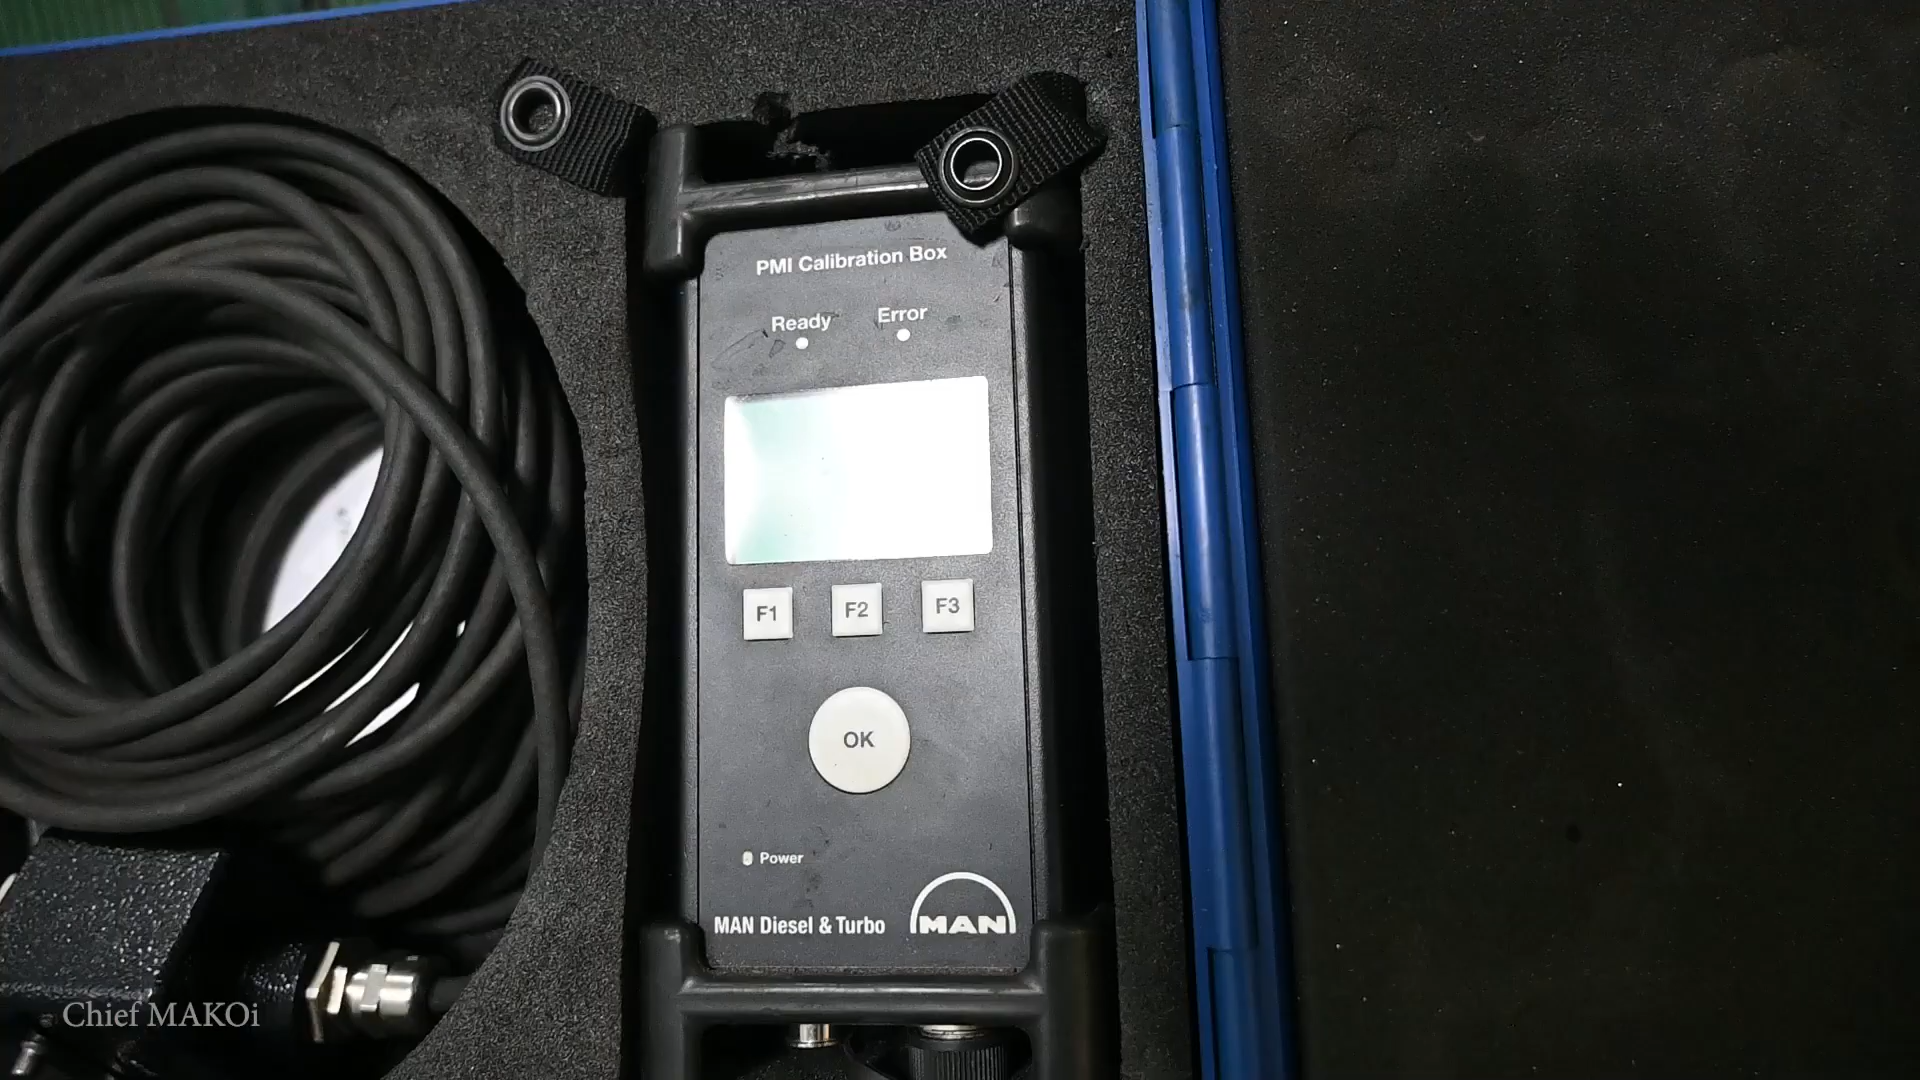 PMI Calibration Box
Ready
Error
F1
F2
F3
OK
Power
MAN Diesel & Turbo
MAN
Chief MAKOi